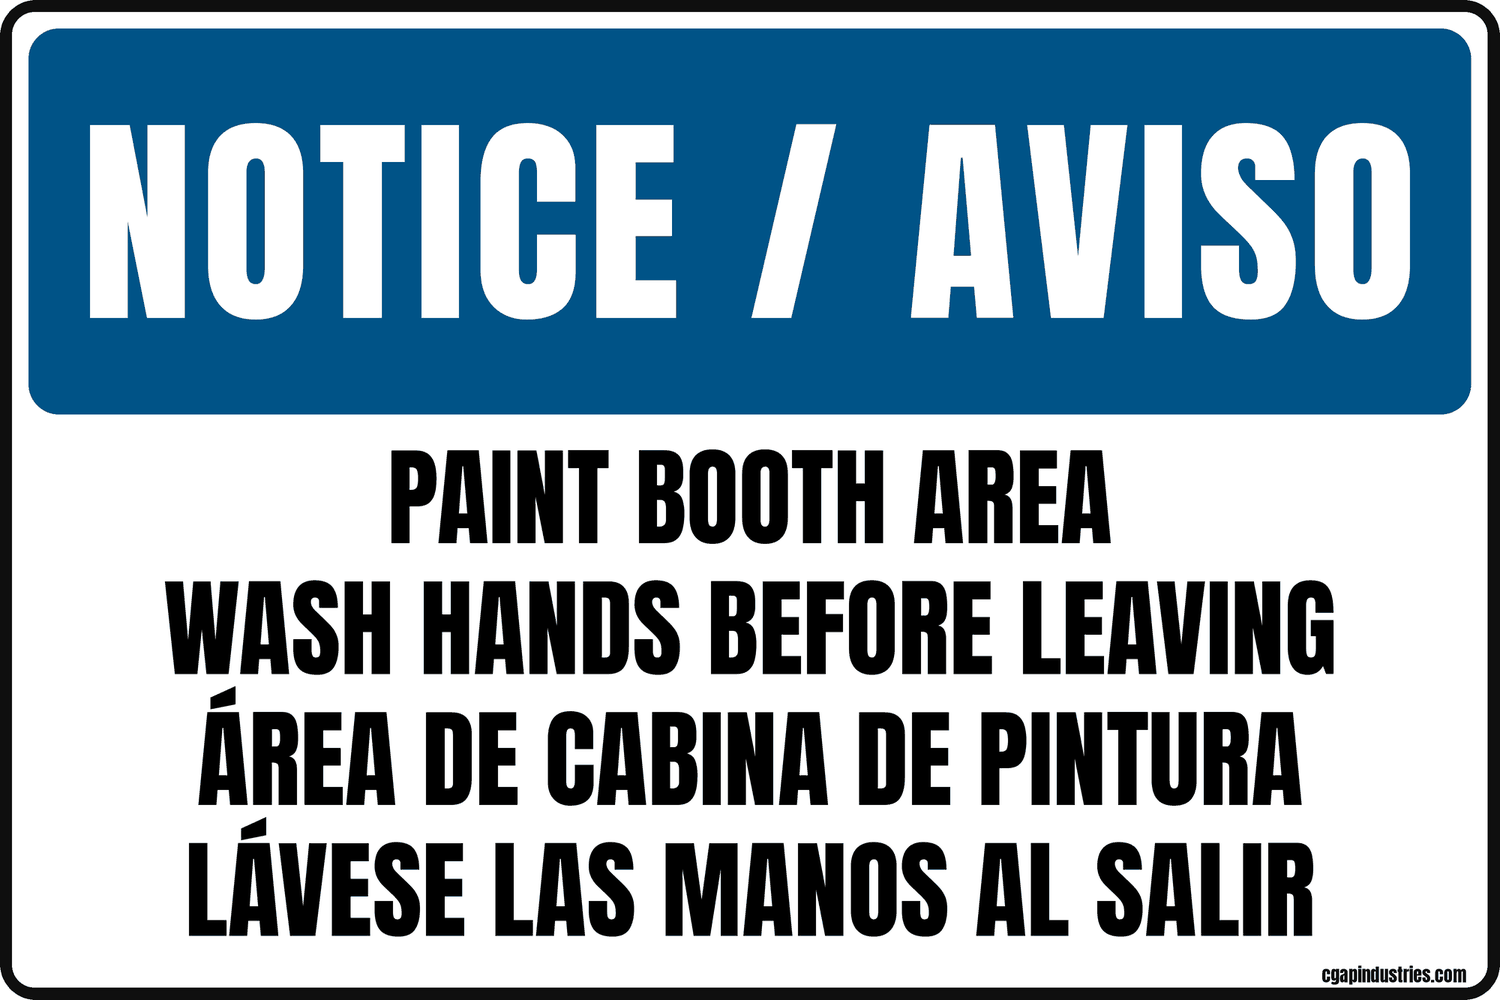 NOTICE / AVISO
PAINT BOOTH AREA
WASH HANDS BEFORE LEAVING
ÁREA DE CABINA DE PINTURA
LÁVESE LAS MANOS AL SALIR
cgapindustries.com